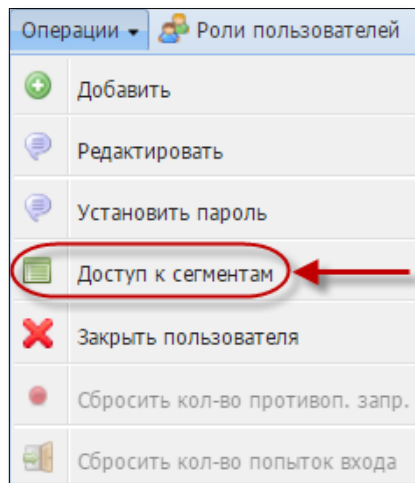 Операции Роли пользователей
Добавить
Редактировать
Установить пароль
Доступ к сегментам
Закрыть пользователя
Сбросить кол-во противоп. запр.
Сбросить кол-во попыток входа